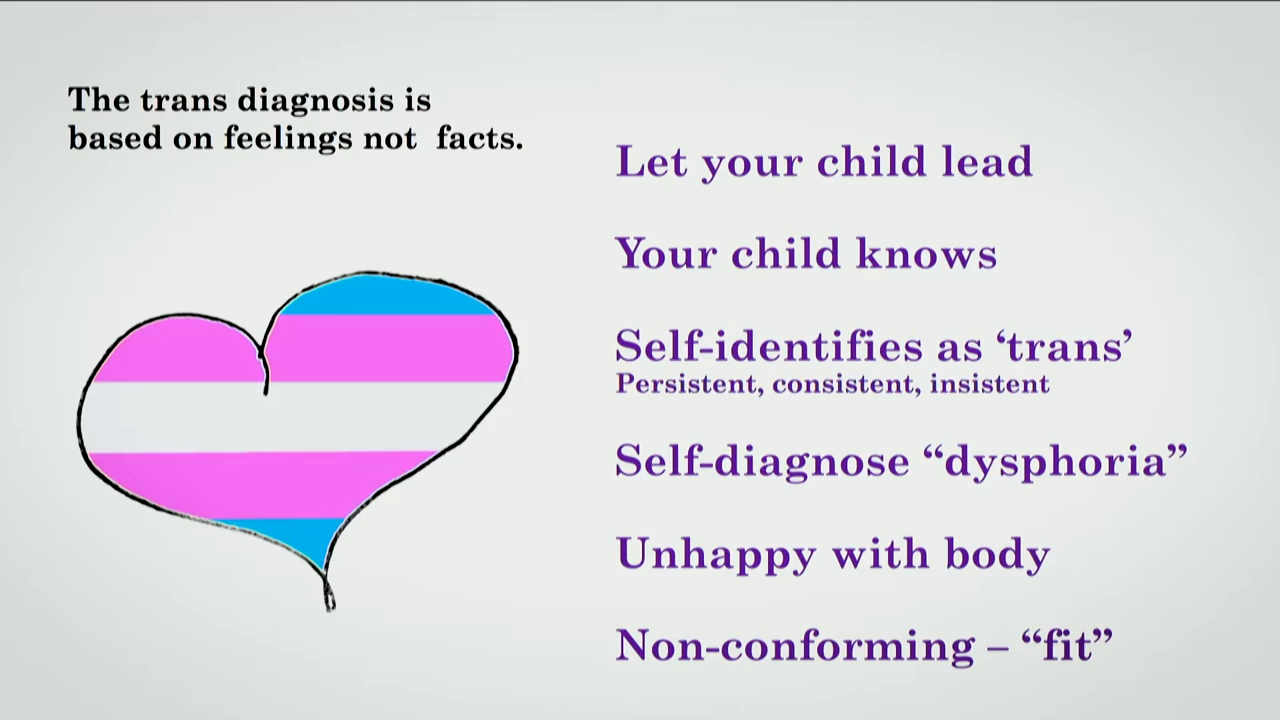 The trans diagnosis is
based on feelings not  facts.
Let your child lead
Your child knows
Self-identifies as ‘trans’
Persistent, consistent, insistent
Self-diagnose “dysphoria”
Unhappy with body
Non-conforming – “fit”